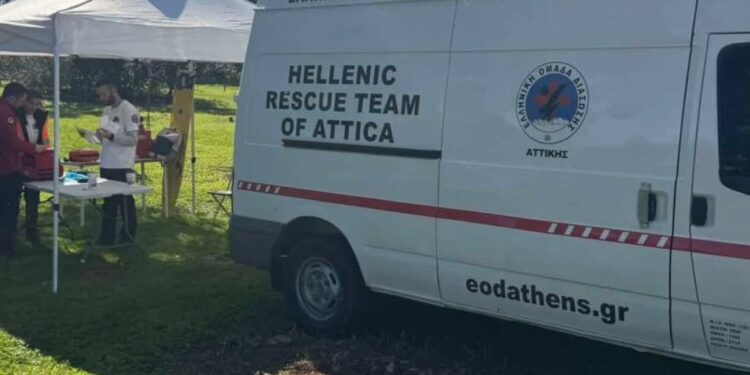 HELLENIC
RESCUE TEAM
OF ATTICA
ΕΛΛΗΝΙΚΗ ΟΜΑΔΑ ΔΙΑΣΩΣΗΣ
ΑΤΤΙΚΗΣ
eodathens.gr